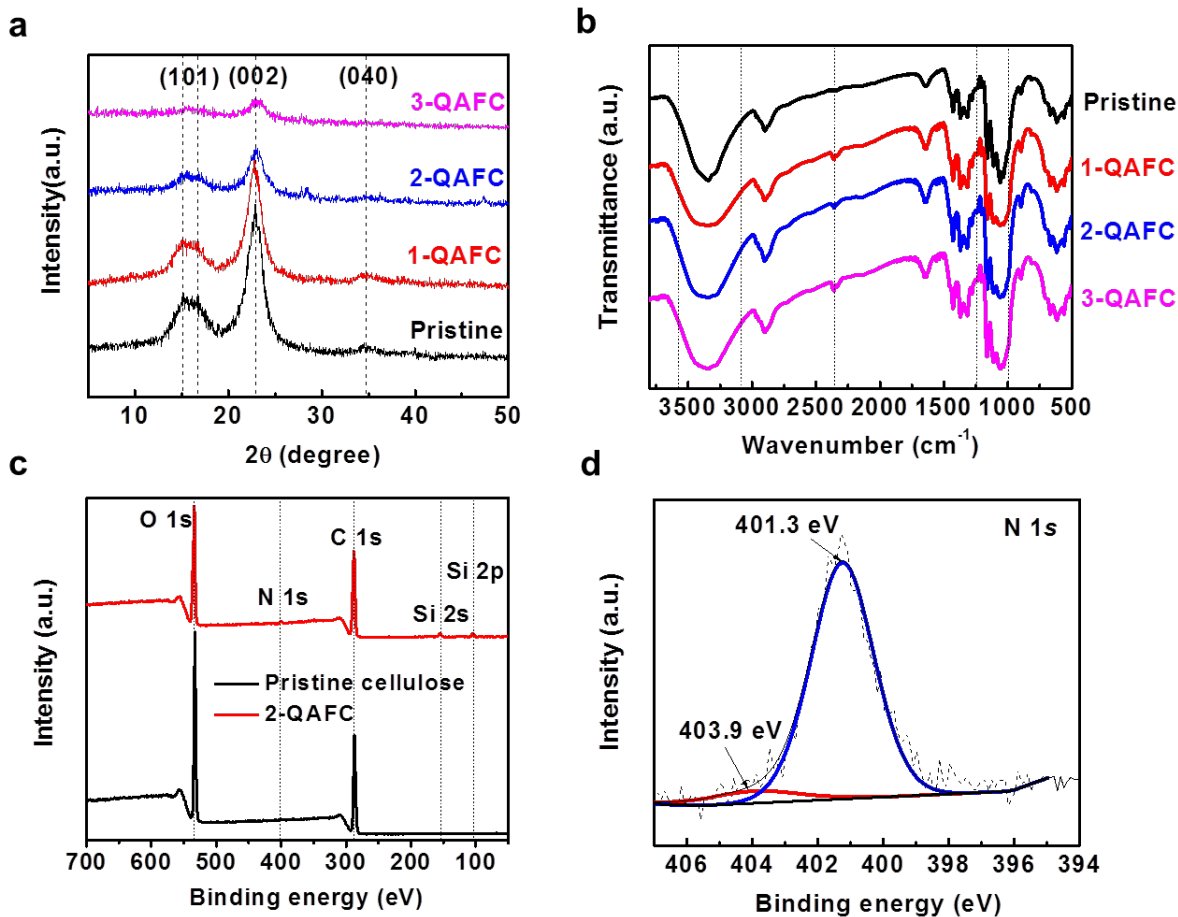 a
(101) (002) (040)
3-QAFC
2-QAFC
1-QAFC
Pristine
Intensity(a.u.)
10 20 30 40 50
2θ (degree)
b
Pristine
1-QAFC
2-QAFC
3-QAFC
Transmittance (a.u.)
3500 3000 2500 2000 1500 1000 500
Wavenumber (cm⁻¹)
c
O 1s
N 1s
C 1s
Si 2p
Si 2s
Pristine cellulose
2-QAFC
Intensity (a.u.)
700 600 500 400 300 200 100
Binding energy (eV)
d
401.3 eV
N 1s
403.9 eV
Intensity (a.u.)
406 404 402 400 398 396 394
Binding energy (eV)